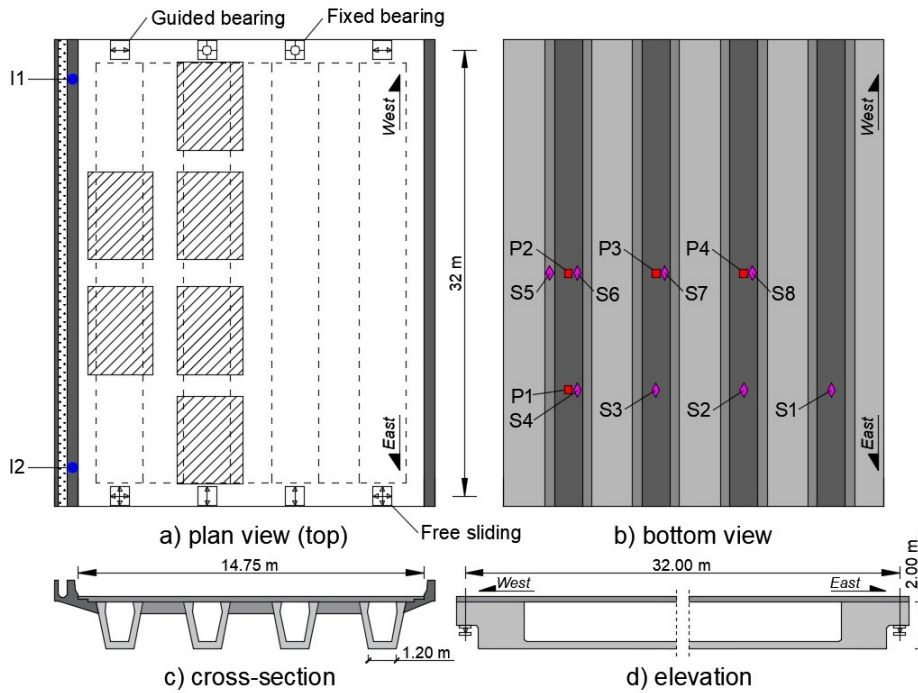 Guided bearing
Fixed bearing
I1
West
West
32 m
P2
P3
P4
S5
S6
S7
S8
P1
S4
S3
S2
S1
East
East
I2
Free sliding
a) plan view (top)
b) bottom view
14.75 m
32.00 m
West
East
2.00 m
1.20 m
c) cross-section
d) elevation